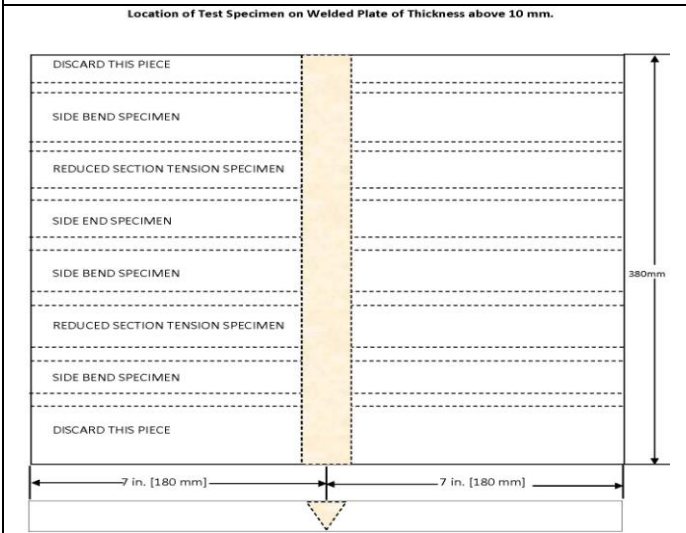 Location of Test Specimen on Welded Plate of Thickness above 10 mm.
DISCARD THIS PIECE
SIDE BEND SPECIMEN
REDUCED SECTION TENSION SPECIMEN
SIDE END SPECIMEN
SIDE BEND SPECIMEN
380mm
REDUCED SECTION TENSION SPECIMEN
SIDE BEND SPECIMEN
DISCARD THIS PIECE
7 in. [180 mm] 7 in. [180 mm]